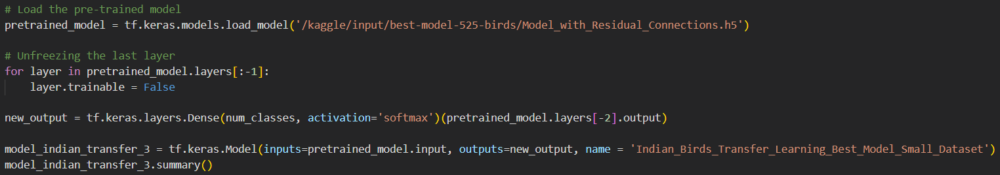 # Load the pre-trained model
pretrained_model = tf.keras.models.load_model('/kaggle/input/best-model-525-birds/Model_with_Residual_Connections.h5')
# Unfreezing the last layer
for layer in pretrained_model.layers[:-1]:
    layer.trainable = False
new_output = tf.keras.layers.Dense(num_classes, activation='softmax')(pretrained_model.layers[-2].output)
model_indian_transfer_3 = tf.keras.Model(inputs=pretrained_model.input, outputs=new_output, name = 'Indian_Birds_Transfer_Learning_Best_Model_Small_Dataset')
model_indian_transfer_3.summary()